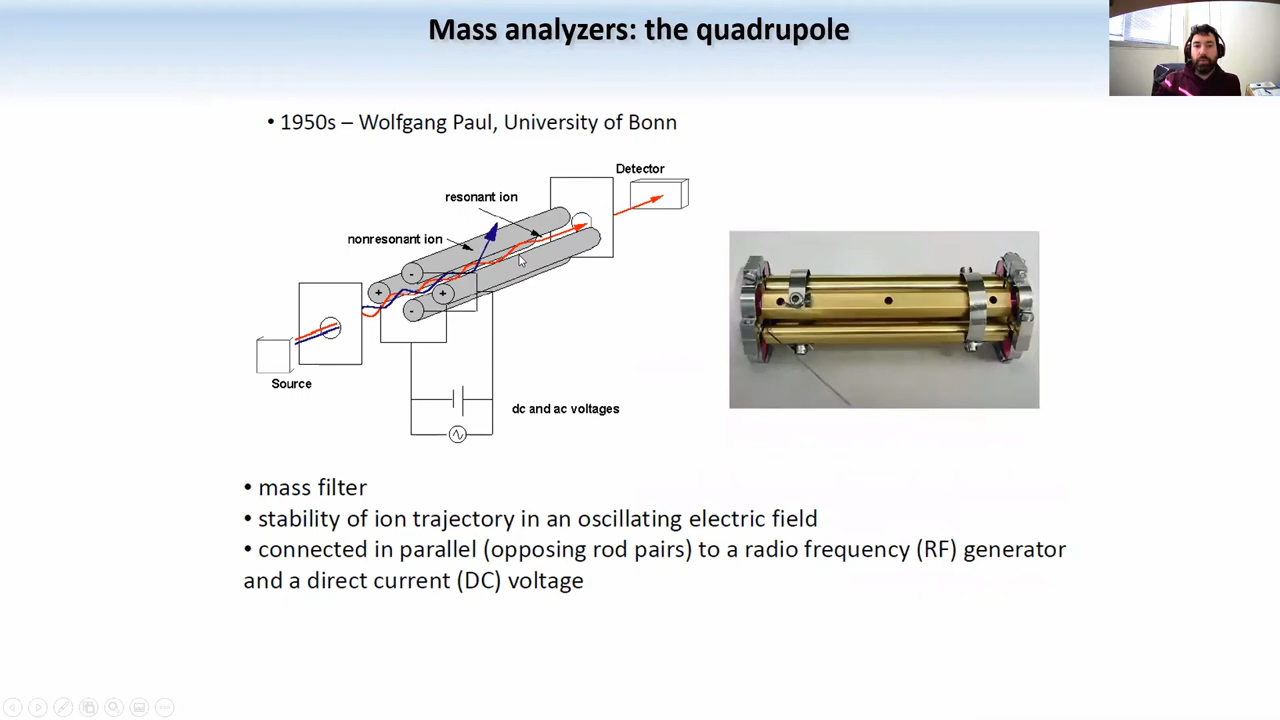 Mass analyzers: the quadrupole
• 1950s – Wolfgang Paul, University of Bonn
Detector
resonant ion
nonresonant ion
-
+
+
-
Source
dc and ac voltages
• mass filter
• stability of ion trajectory in an oscillating electric field
• connected in parallel (opposing rod pairs) to a radio frequency (RF) generator
and a direct current (DC) voltage